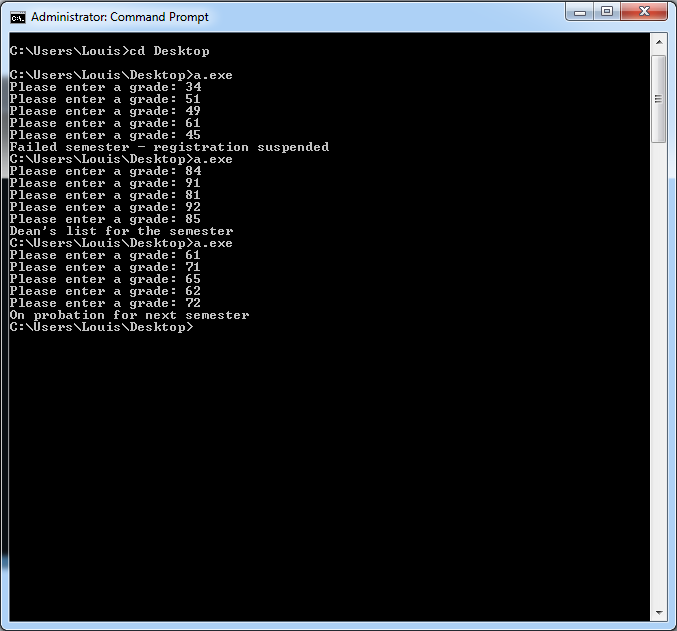 Administrator: Command Prompt
C:\Users\Louis>cd Desktop
C:\Users\Louis\Desktop>a.exe
Please enter a grade: 34
Please enter a grade: 51
Please enter a grade: 49
Please enter a grade: 61
Please enter a grade: 45
Failed semester - registration suspended
C:\Users\Louis\Desktop>a.exe
Please enter a grade: 84
Please enter a grade: 91
Please enter a grade: 81
Please enter a grade: 92
Please enter a grade: 85
Dean's list for the semester
C:\Users\Louis\Desktop>a.exe
Please enter a grade: 61
Please enter a grade: 71
Please enter a grade: 65
Please enter a grade: 62
Please enter a grade: 72
On probation for next semester
C:\Users\Louis\Desktop>